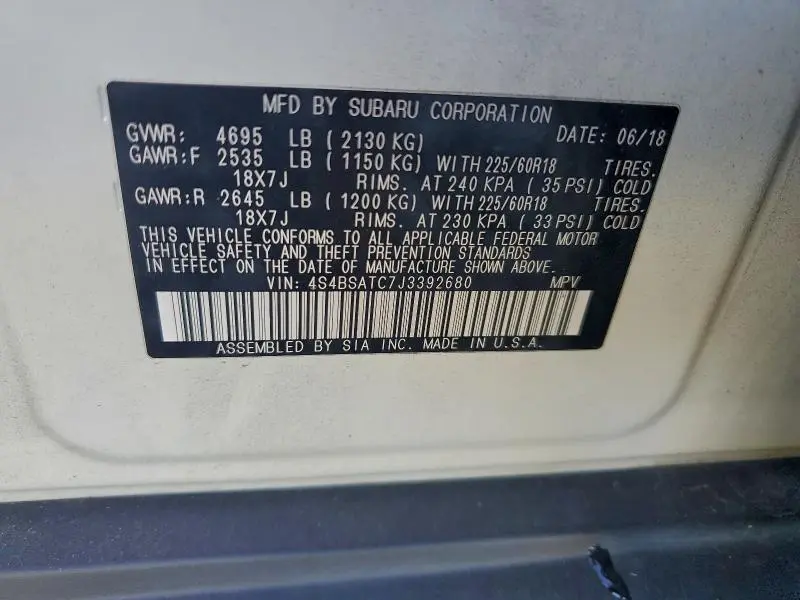 MFD BY SUBARU CORPORATION
GVWR: 4695 LB ( 2130 KG) DATE: 06/18
GAWR:F 2535 LB ( 1150 KG) WITH 225/60R18 TIRES.
18X7J RIMS. AT 240 KPA ( 35 PSI) COLD
GAWR:R 2645 LB ( 1200 KG) WITH 225/60R18 TIRES.
18X7J RIMS. AT 230 KPA ( 33 PSI) COLD
THIS VEHICLE CONFORMS TO ALL APPLICABLE FEDERAL MOTOR
VEHICLE SAFETY AND THEFT PREVENTION STANDARDS
IN EFFECT ON THE DATE OF MANUFACTURE SHOWN ABOVE.
VIN: 4S4BSATC7J3392680 MPV
ASSEMBLED BY SIA INC. MADE IN U.S.A.